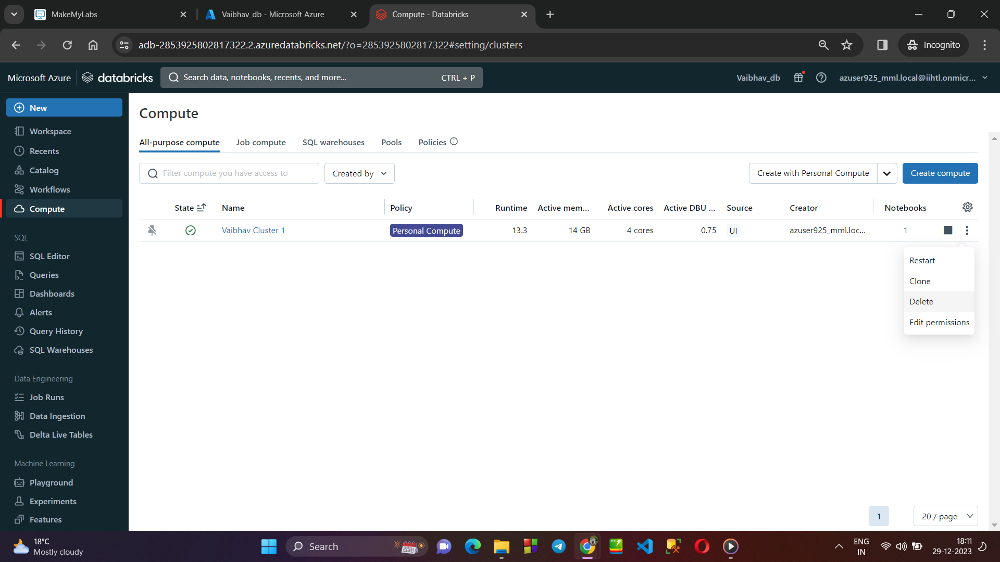 MakeMyLabs
Vaibhav_db - Microsoft Azure
Compute - Databricks
adb-2853925802817322.2.azuredatabricks.net/?o=2853925802817322#setting/clusters
Incognito
Microsoft Azure
databricks
Search data, notebooks, recents, and more...
CTRL + P
Vaibhav_db
azuser925_mml.local@iihtl.onmicr...
New
Workspace
Recents
Catalog
Workflows
Compute
SQL
SQL Editor
Queries
Dashboards
Alerts
Query History
SQL Warehouses
Data Engineering
Job Runs
Data Ingestion
Delta Live Tables
Machine Learning
Playground
Experiments
Features
Compute
All-purpose compute
Job compute
SQL warehouses
Pools
Policies
Filter compute you have access to
Created by
Create with Personal Compute
Create compute
State
Name
Policy
Runtime
Active mem...
Active cores
Active DBU ...
Source
Creator
Notebooks
Vaibhav Cluster 1
Personal Compute
13.3
14 GB
4 cores
0.75
UI
azuser925_mml.loc...
1
Restart
Clone
Delete
Edit permissions
1
20 / page
18°C
Mostly cloudy
Search
ENG
IN
18:11
29-12-2023